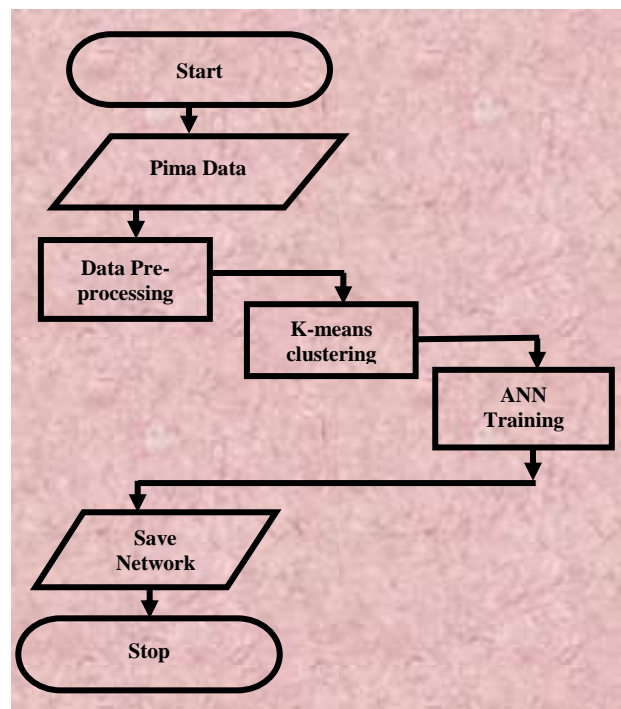 Start
Pima Data
Data Pre-
processing
K-means
clustering
ANN
Training
Save
Network
Stop